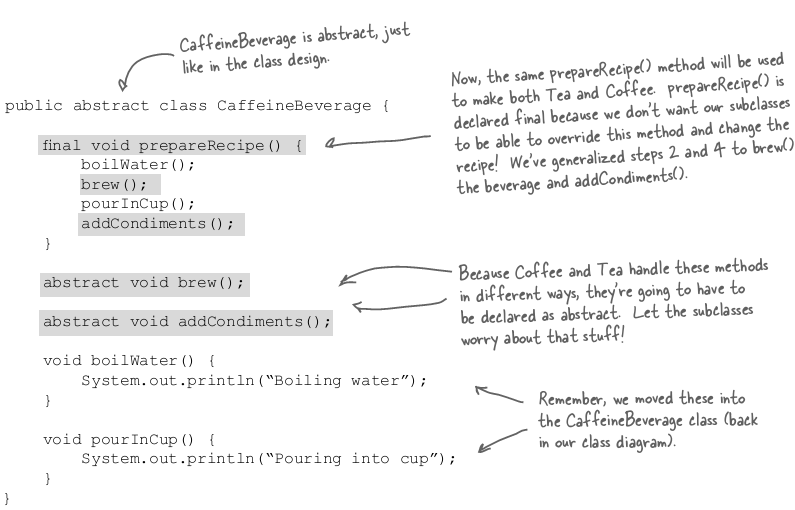 CaffeineBeverage is abstract, just
like in the class design.
public abstract class CaffeineBeverage {
Now, the same prepareRecipe() method will be used
to make both Tea and Coffee. prepareRecipe() is
declared final because we don't want our subclasses
to be able to override this method and change the
recipe! We've generalized steps 2 and 4 to brew()
the beverage and addCondiments().
final void prepareRecipe() {
boilWater();
brew();
pourInCup();
addCondiments();
}
abstract void brew();
abstract void addCondiments();
Because Coffee and Tea handle these methods
in different ways, they're going to have to
be declared as abstract. Let the subclasses
worry about that stuff!
void boilWater() {
System.out.println(“Boiling water”);
}
Remember, we moved these into
the CaffeineBeverage class (back
in our class diagram).
void pourInCup() {
System.out.println(“Pouring into cup”);
}
}